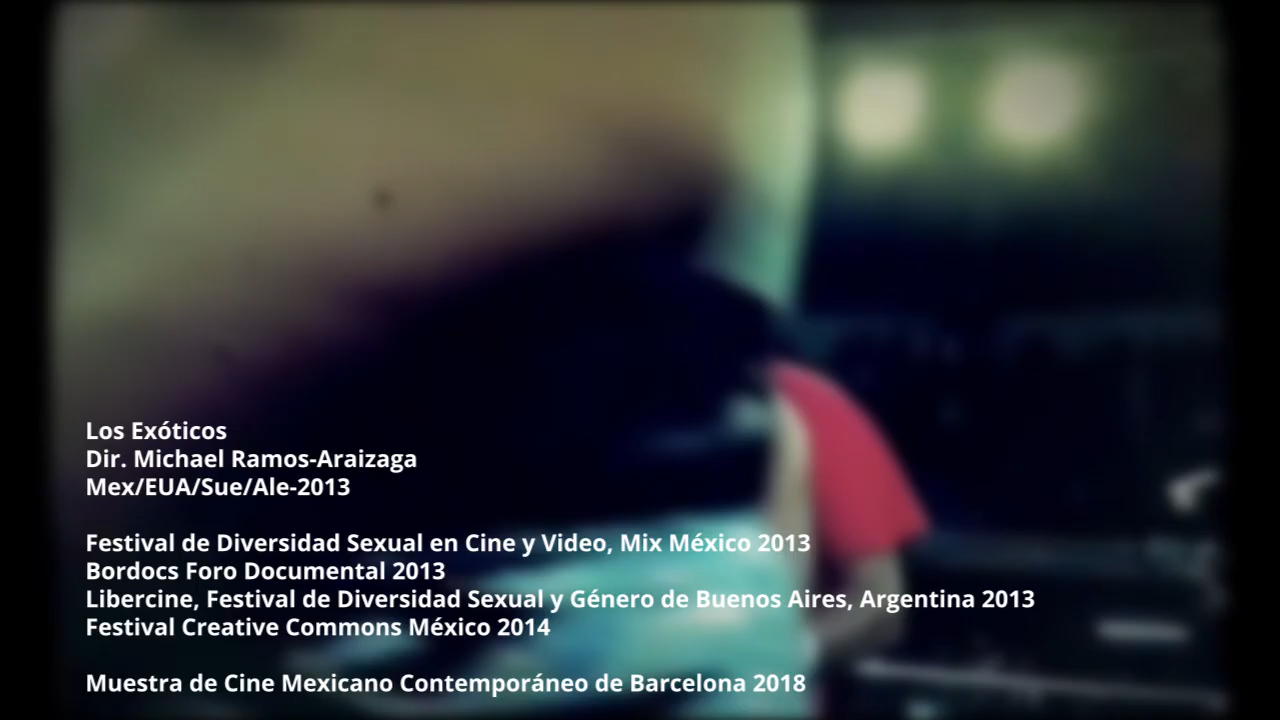 Los Exóticos
Dir. Michael Ramos-Araizaga
Mex/EUA/Sue/Ale-2013
Festival de Diversidad Sexual en Cine y Video, Mix México 2013
Bordocs Foro Documental 2013
Libercine, Festival de Diversidad Sexual y Género de Buenos Aires, Argentina 2013
Festival Creative Commons México 2014
Muestra de Cine Mexicano Contemporáneo de Barcelona 2018